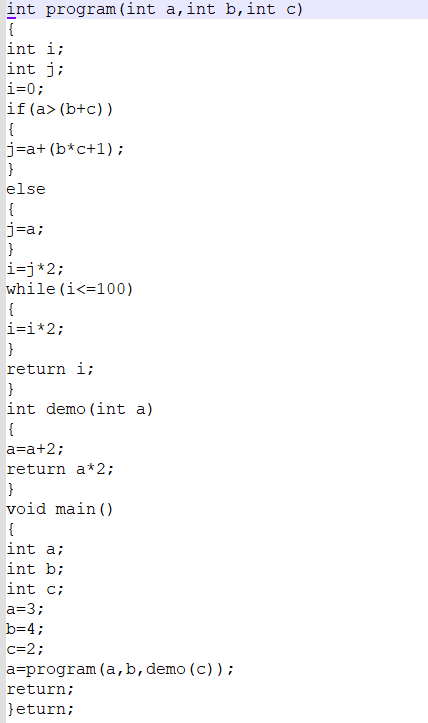 int program(int a,int b,int c)
{
int i;
int j;
i=0;
if(a>(b+c))
{
j=a+(b*c+1);
}
else
{
j=a;
}
i=j*2;
while(i<=100)
{
i=i*2;
}
return i;
}
int demo(int a)
{
a=a+2;
return a*2;
}
void main()
{
int a;
int b;
int c;
a=3;
b=4;
c=2;
a=program(a,b,demo(c));
return;
}eturn;